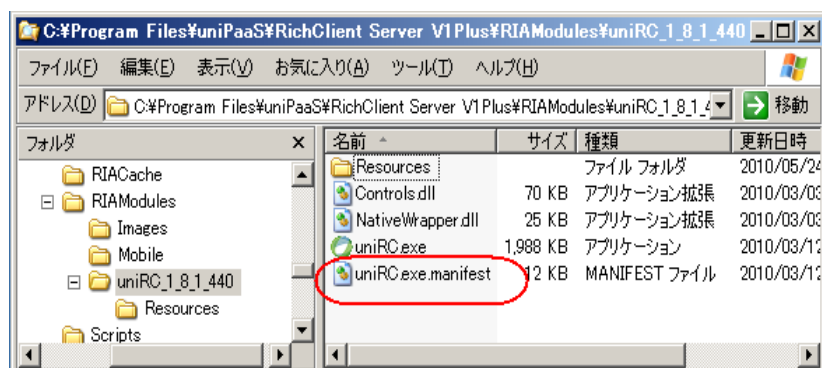 C:¥Program Files¥uniPaaS¥RichClient Server V1Plus¥RIAModules¥uniRC_1_8_1_440
ファイル(F) 編集(E) 表示(V) お気に入り(A) ツール(T) ヘルプ(H)
アドレス(D) C:¥Program Files¥uniPaaS¥RichClient Server V1Plus¥RIAModules¥uniRC_1_8_1_4 移動
フォルダ × 名前 サイズ 種類 更新日時
RIACache
RIAModules
Images
Mobile
uniRC_1_8_1_440
Resources
Scripts
Resources ファイル フォルダ 2010/05/24
Controls.dll 70 KB アプリケーション拡張 2010/03/03
NativeWrapper.dll 25 KB アプリケーション拡張 2010/03/03
uniRC.exe 1,988 KB アプリケーション 2010/03/12
uniRC.exe.manifest 12 KB MANIFEST ファイル 2010/03/12